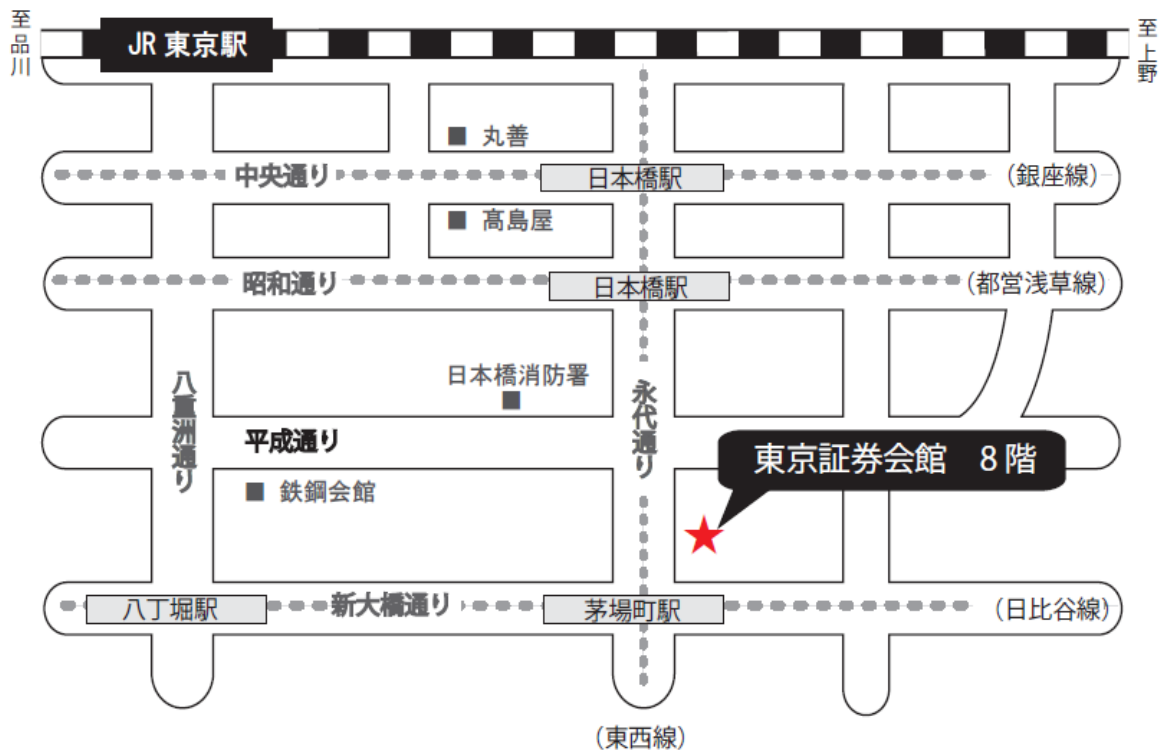 至品川
JR 東京駅
至上野
■ 丸善
中央通り
日本橋駅
（銀座線）
■ 髙島屋
昭和通り
日本橋駅
（都営浅草線）
日本橋消防署
■
八重洲通り
永代通り
平成通り
東京証券会館　8階
■ 鉄鋼会館
★
八丁堀駅
新大橋通り
茅場町駅
（日比谷線）
（東西線）